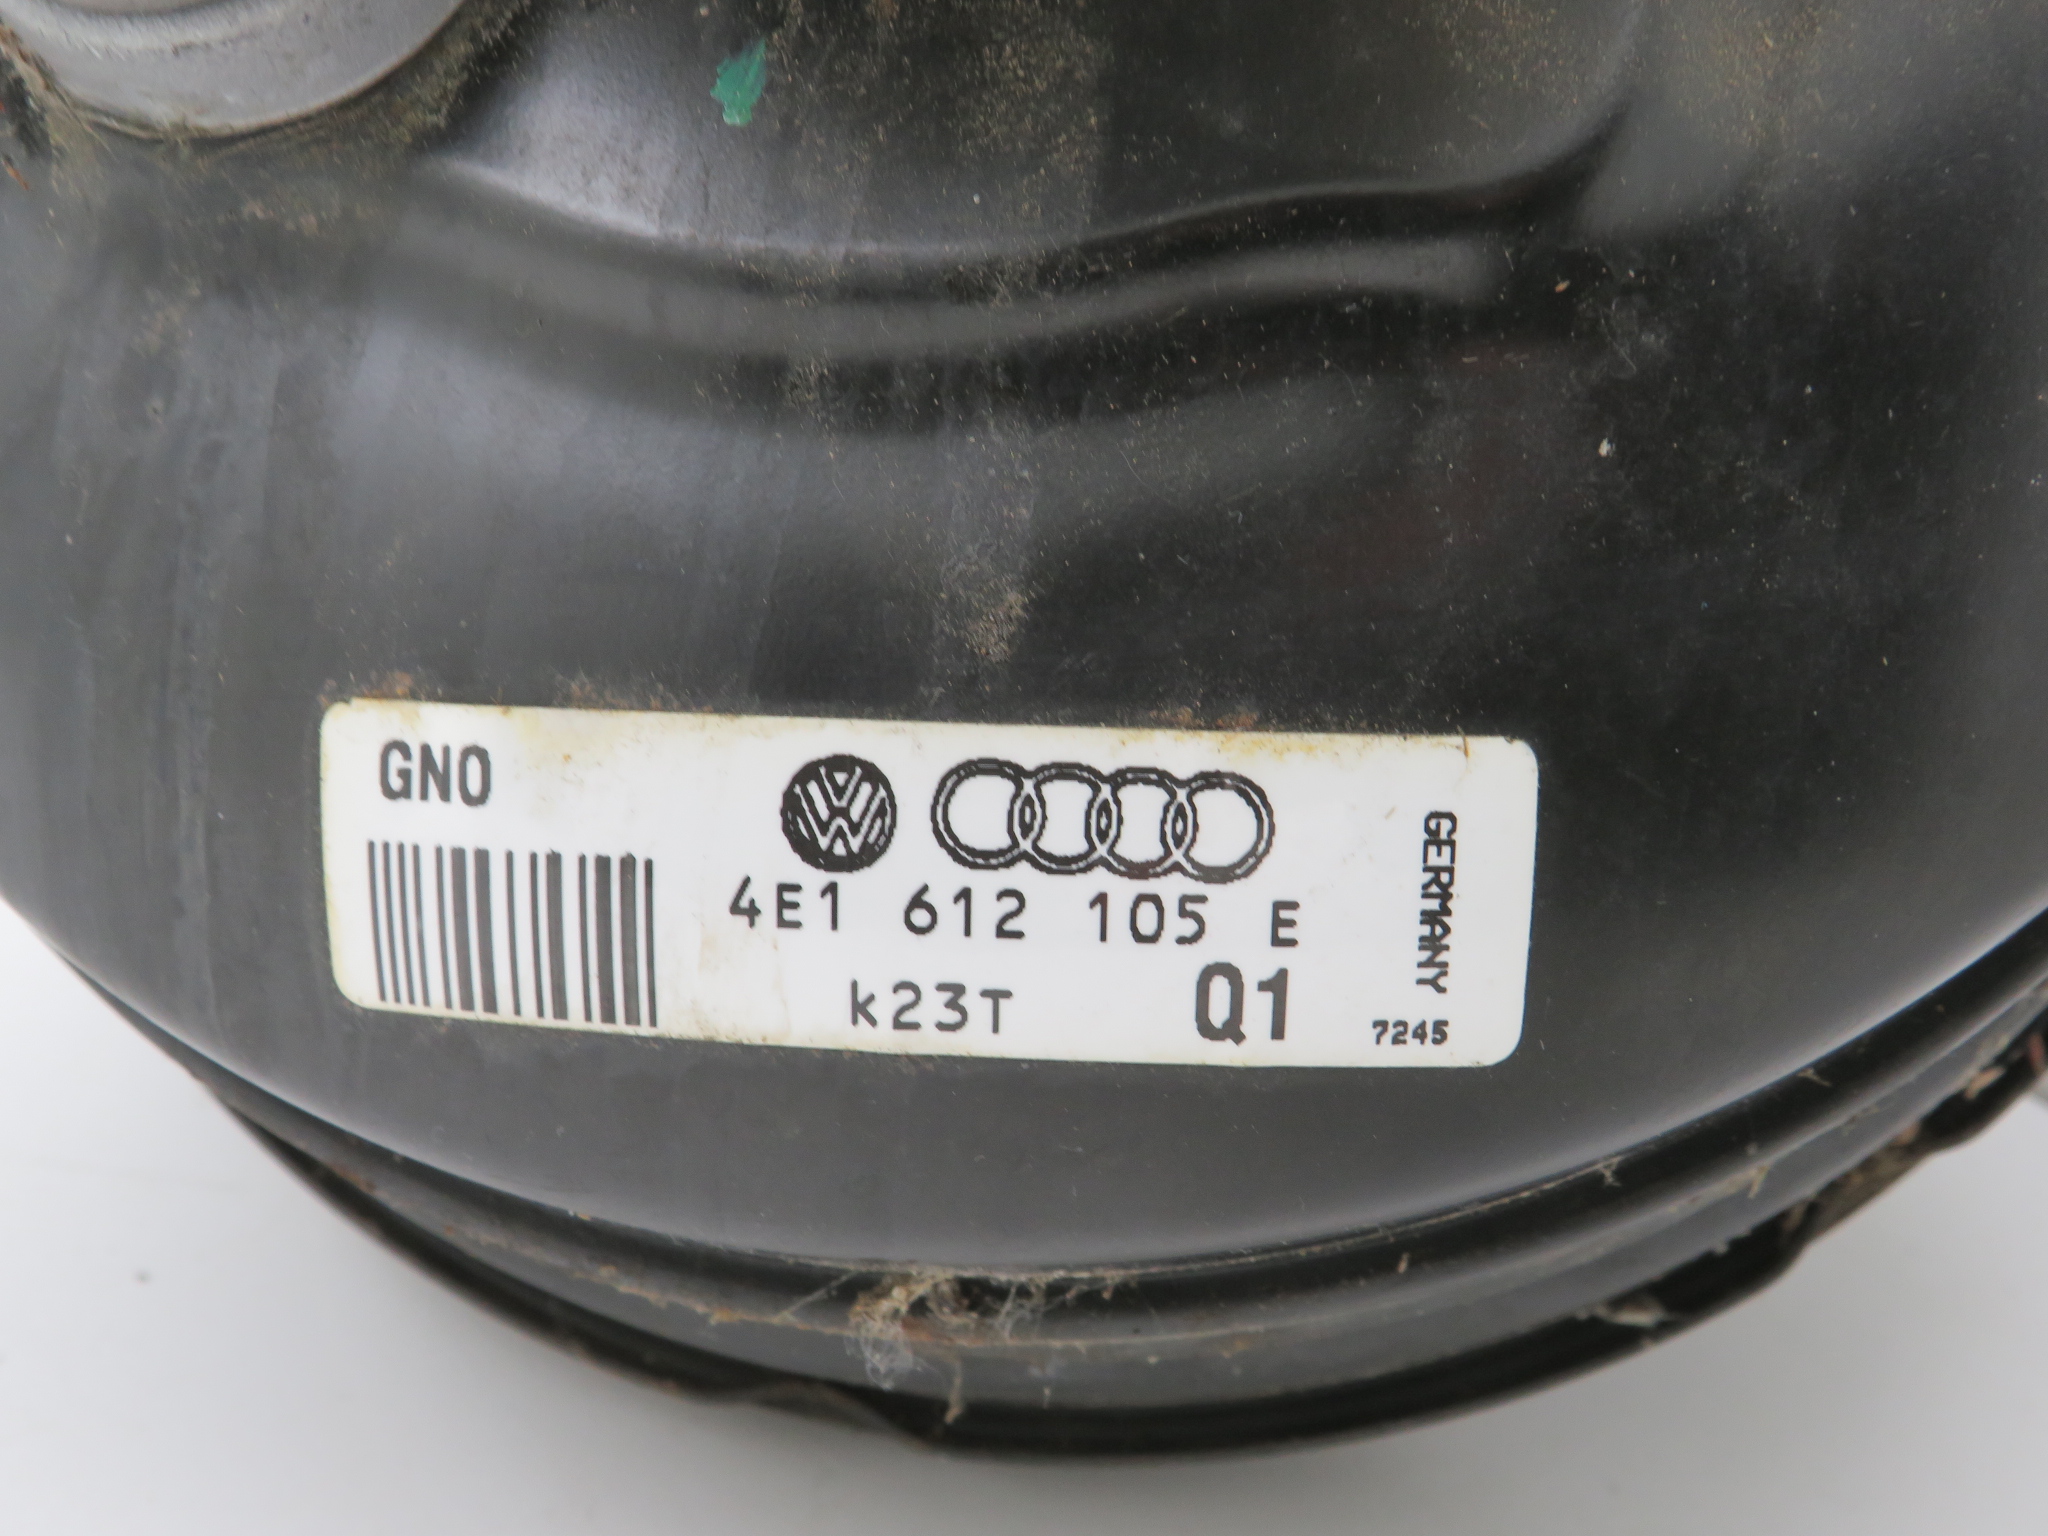 GNO
4E1 612 105 E
k23T Q1
GERMANY
7245